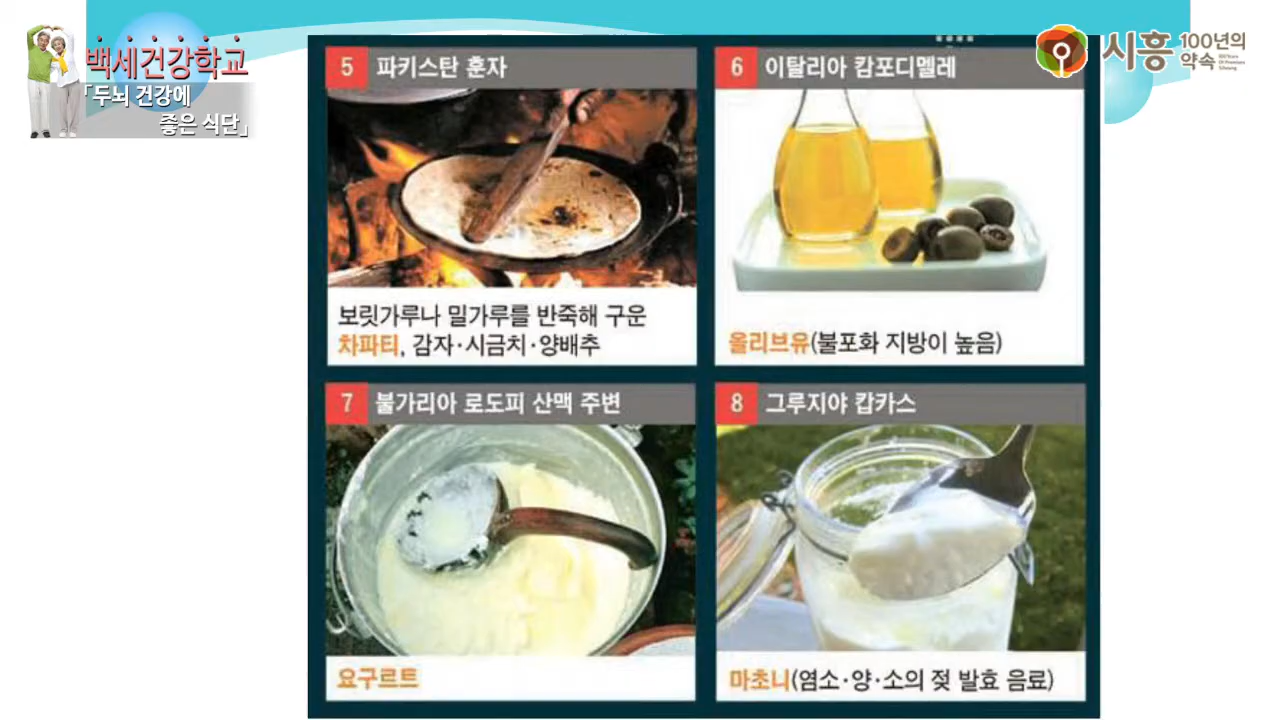 백세건강학교
「두뇌 건강에
좋은 식단」
시흥 100년의
약속
5 파키스탄 훈자
보릿가루나 밀가루를 반죽해 구운
차파티, 감자·시금치·양배추
6 이탈리아 캄포디멜레
올리브유(불포화 지방이 높음)
7 불가리아 로도피 산맥 주변
요구르트
8 그루지야 캅카스
마초니(염소·양·소의 젖 발효 음료)